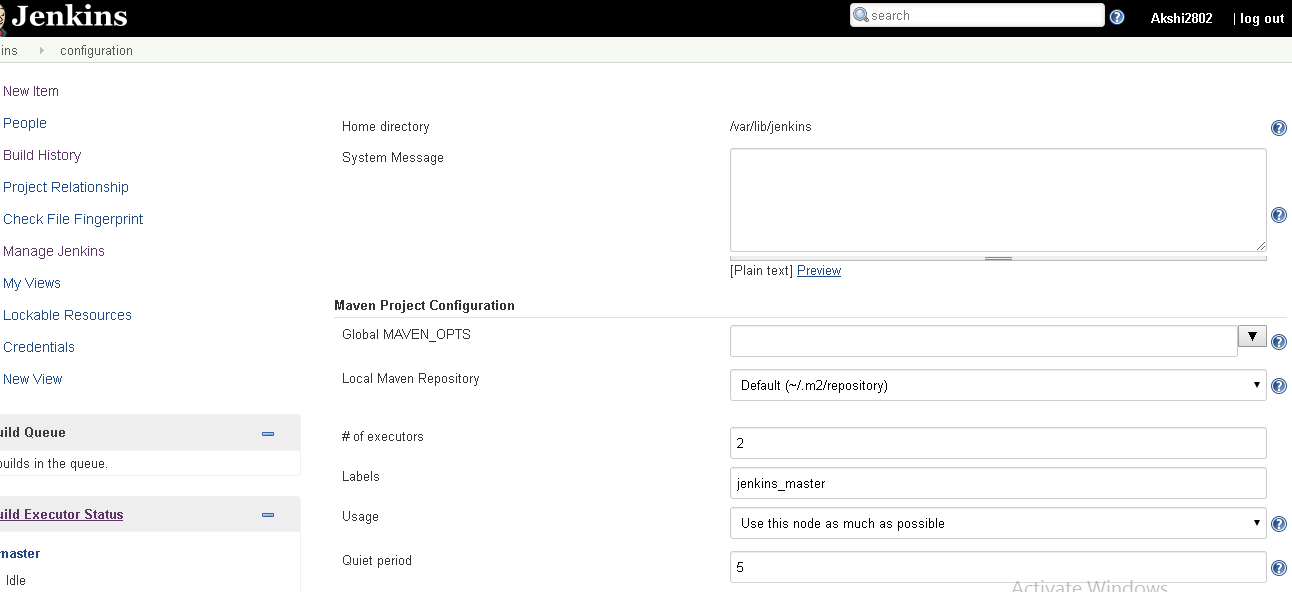 Jenkins
search
Akshi2802
| log out
ins
configuration
New Item
People
Build History
Project Relationship
Check File Fingerprint
Manage Jenkins
My Views
Lockable Resources
Credentials
New View
uild Queue
builds in the queue.
uild Executor Status
master
Idle
Home directory
/var/lib/jenkins
System Message
[Plain text] Preview
Maven Project Configuration
Global MAVEN_OPTS
Local Maven Repository
Default (~/.m2/repository)
# of executors
2
Labels
jenkins_master
Usage
Use this node as much as possible
Quiet period
5
Activate Windows